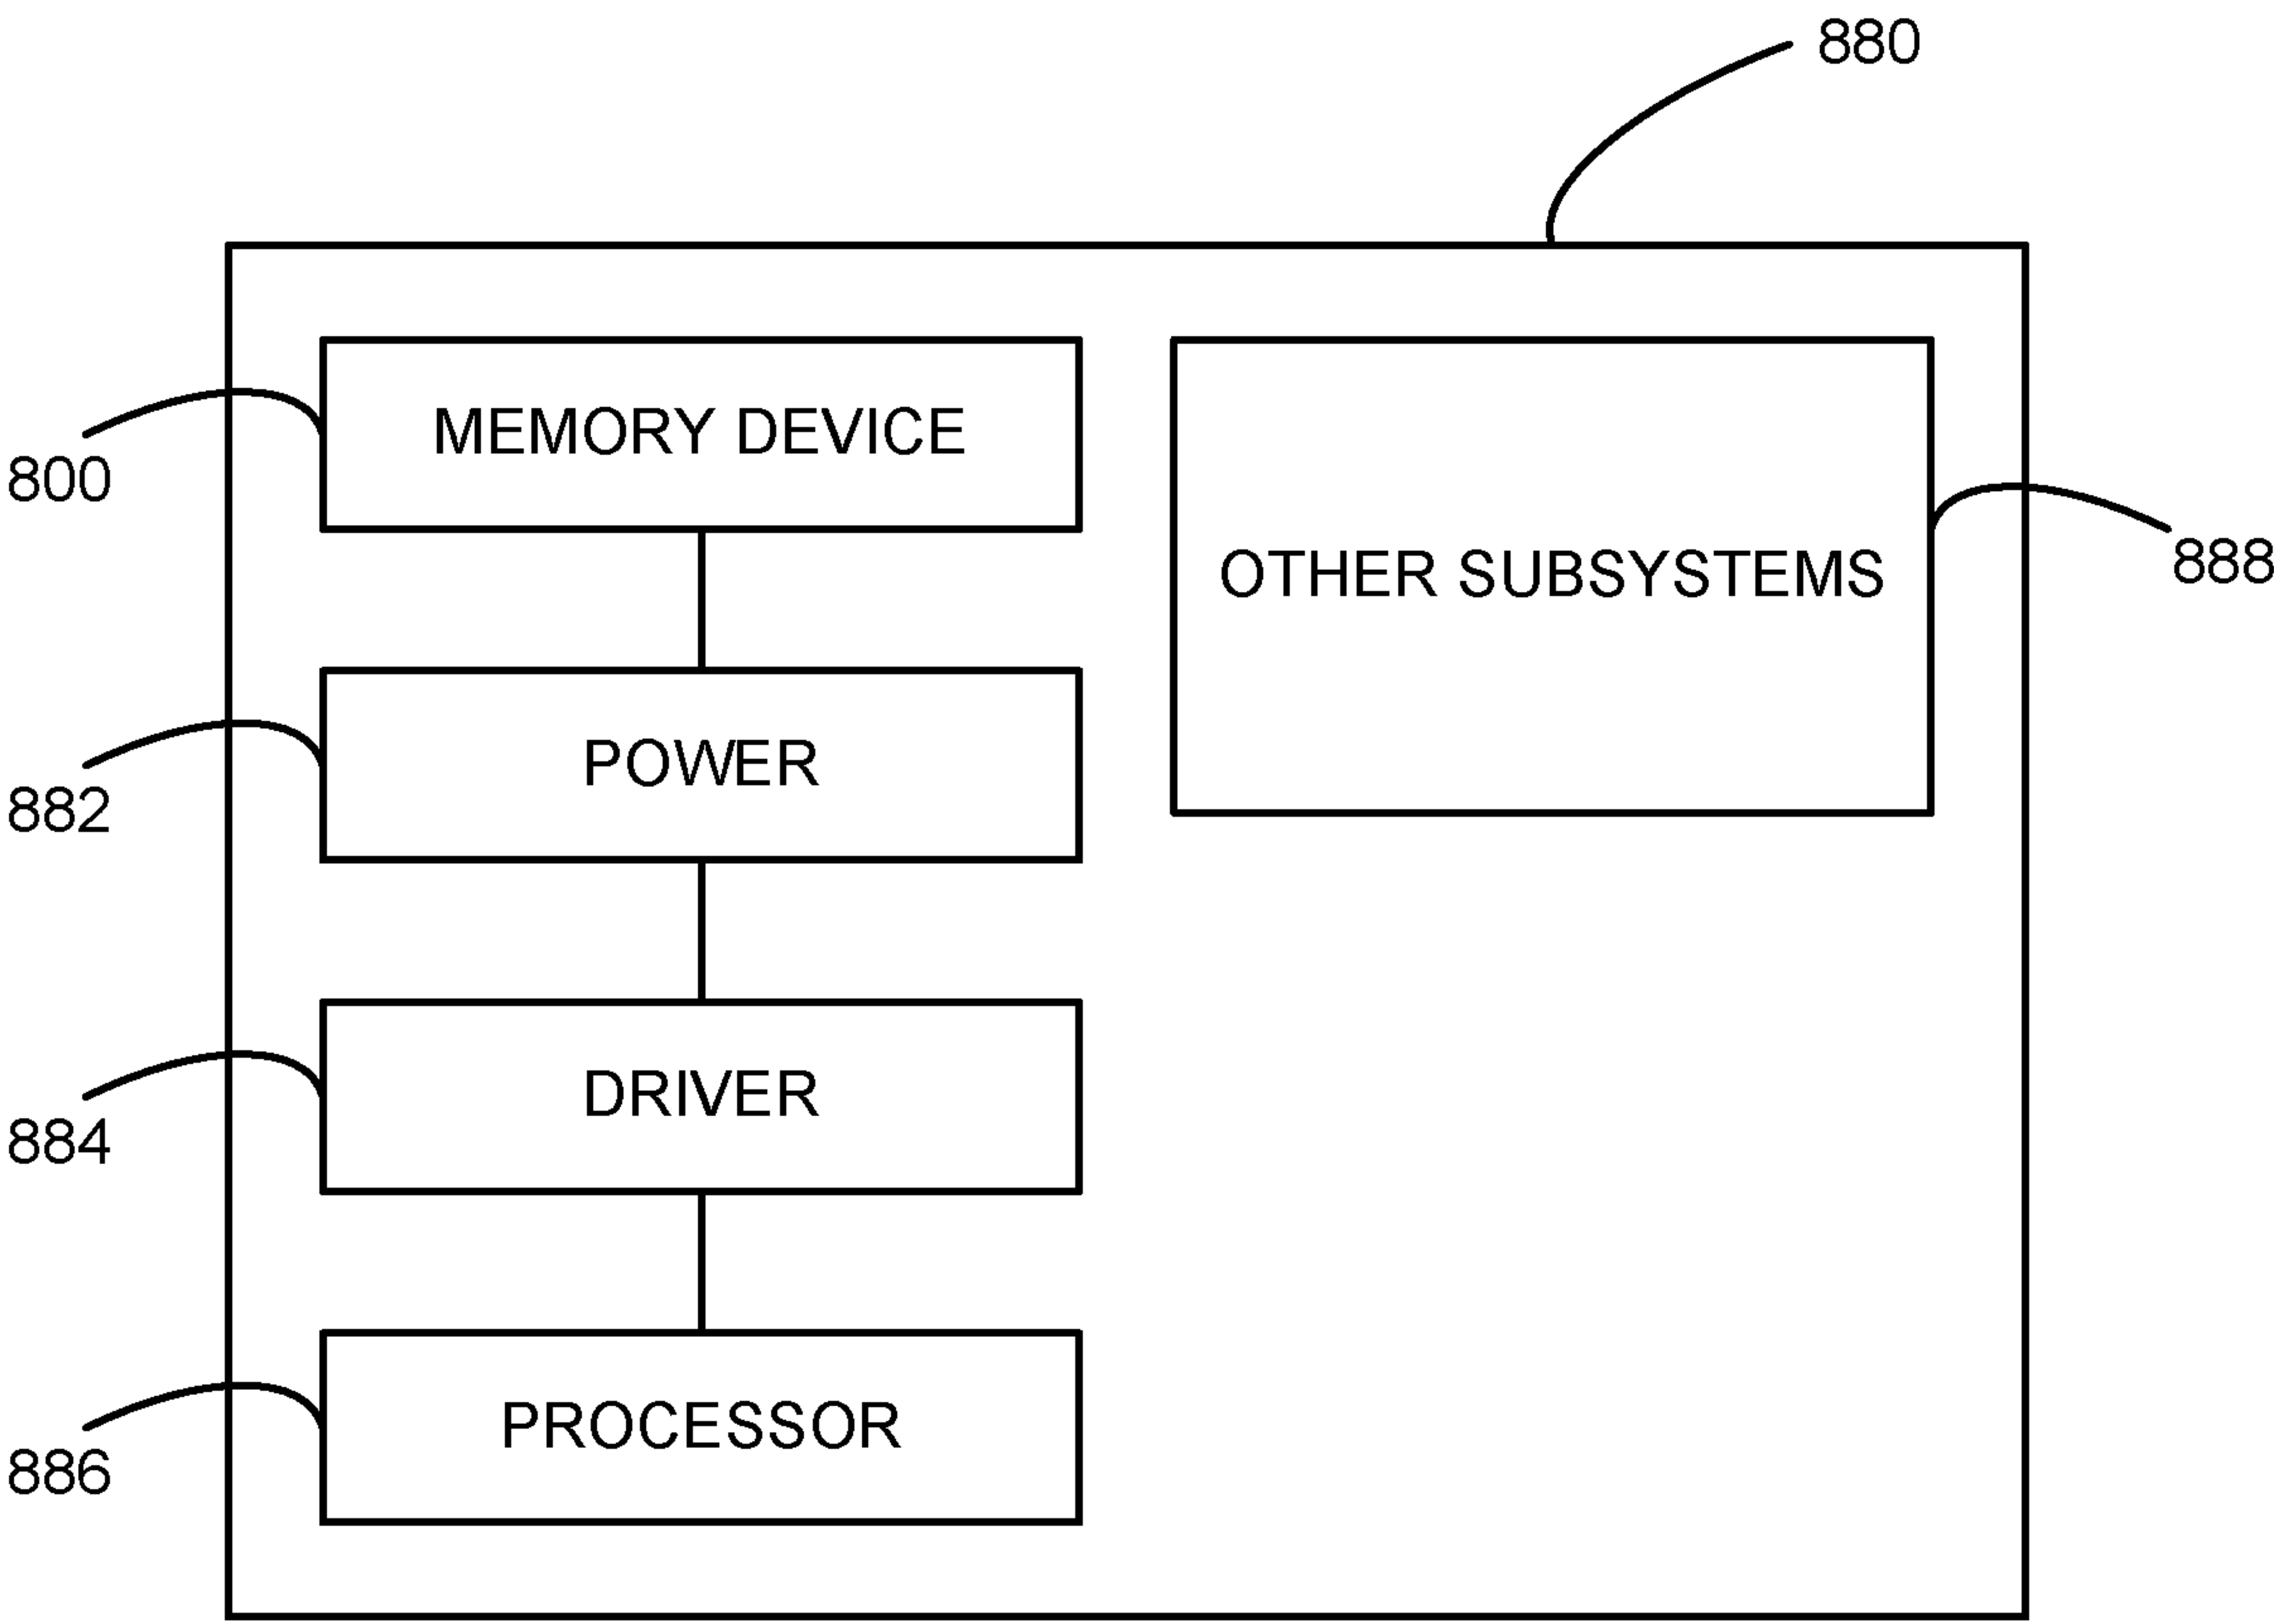 880
MEMORY DEVICE
800
OTHER SUBSYSTEMS
888
POWER
882
DRIVER
884
PROCESSOR
886